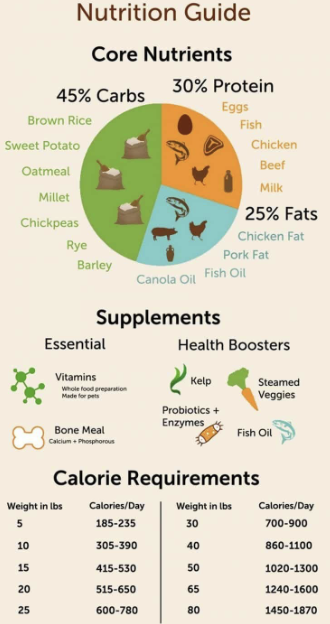 Nutrition Guide
Core Nutrients
45% Carbs
Brown Rice
Sweet Potato
Oatmeal
Millet
Chickpeas
Rye
Barley
30% Protein
Eggs
Fish
Chicken
Beef
Milk
25% Fats
Chicken Fat
Pork Fat
Fish Oil
Canola Oil
Supplements
Essential
Vitamins
Whole food preparation
Made for pets
Bone Meal
Calcium + Phosphorous
Health Boosters
Kelp
Steamed
Veggies
Probiotics +
Enzymes
Fish Oil
Calorie Requirements
Weight in lbs Calories/Day Weight in lbs Calories/Day
5 185-235 30 700-900
10 305-390 40 860-1100
15 415-530 50 1020-1300
20 515-650 65 1240-1600
25 600-780 80 1450-1870